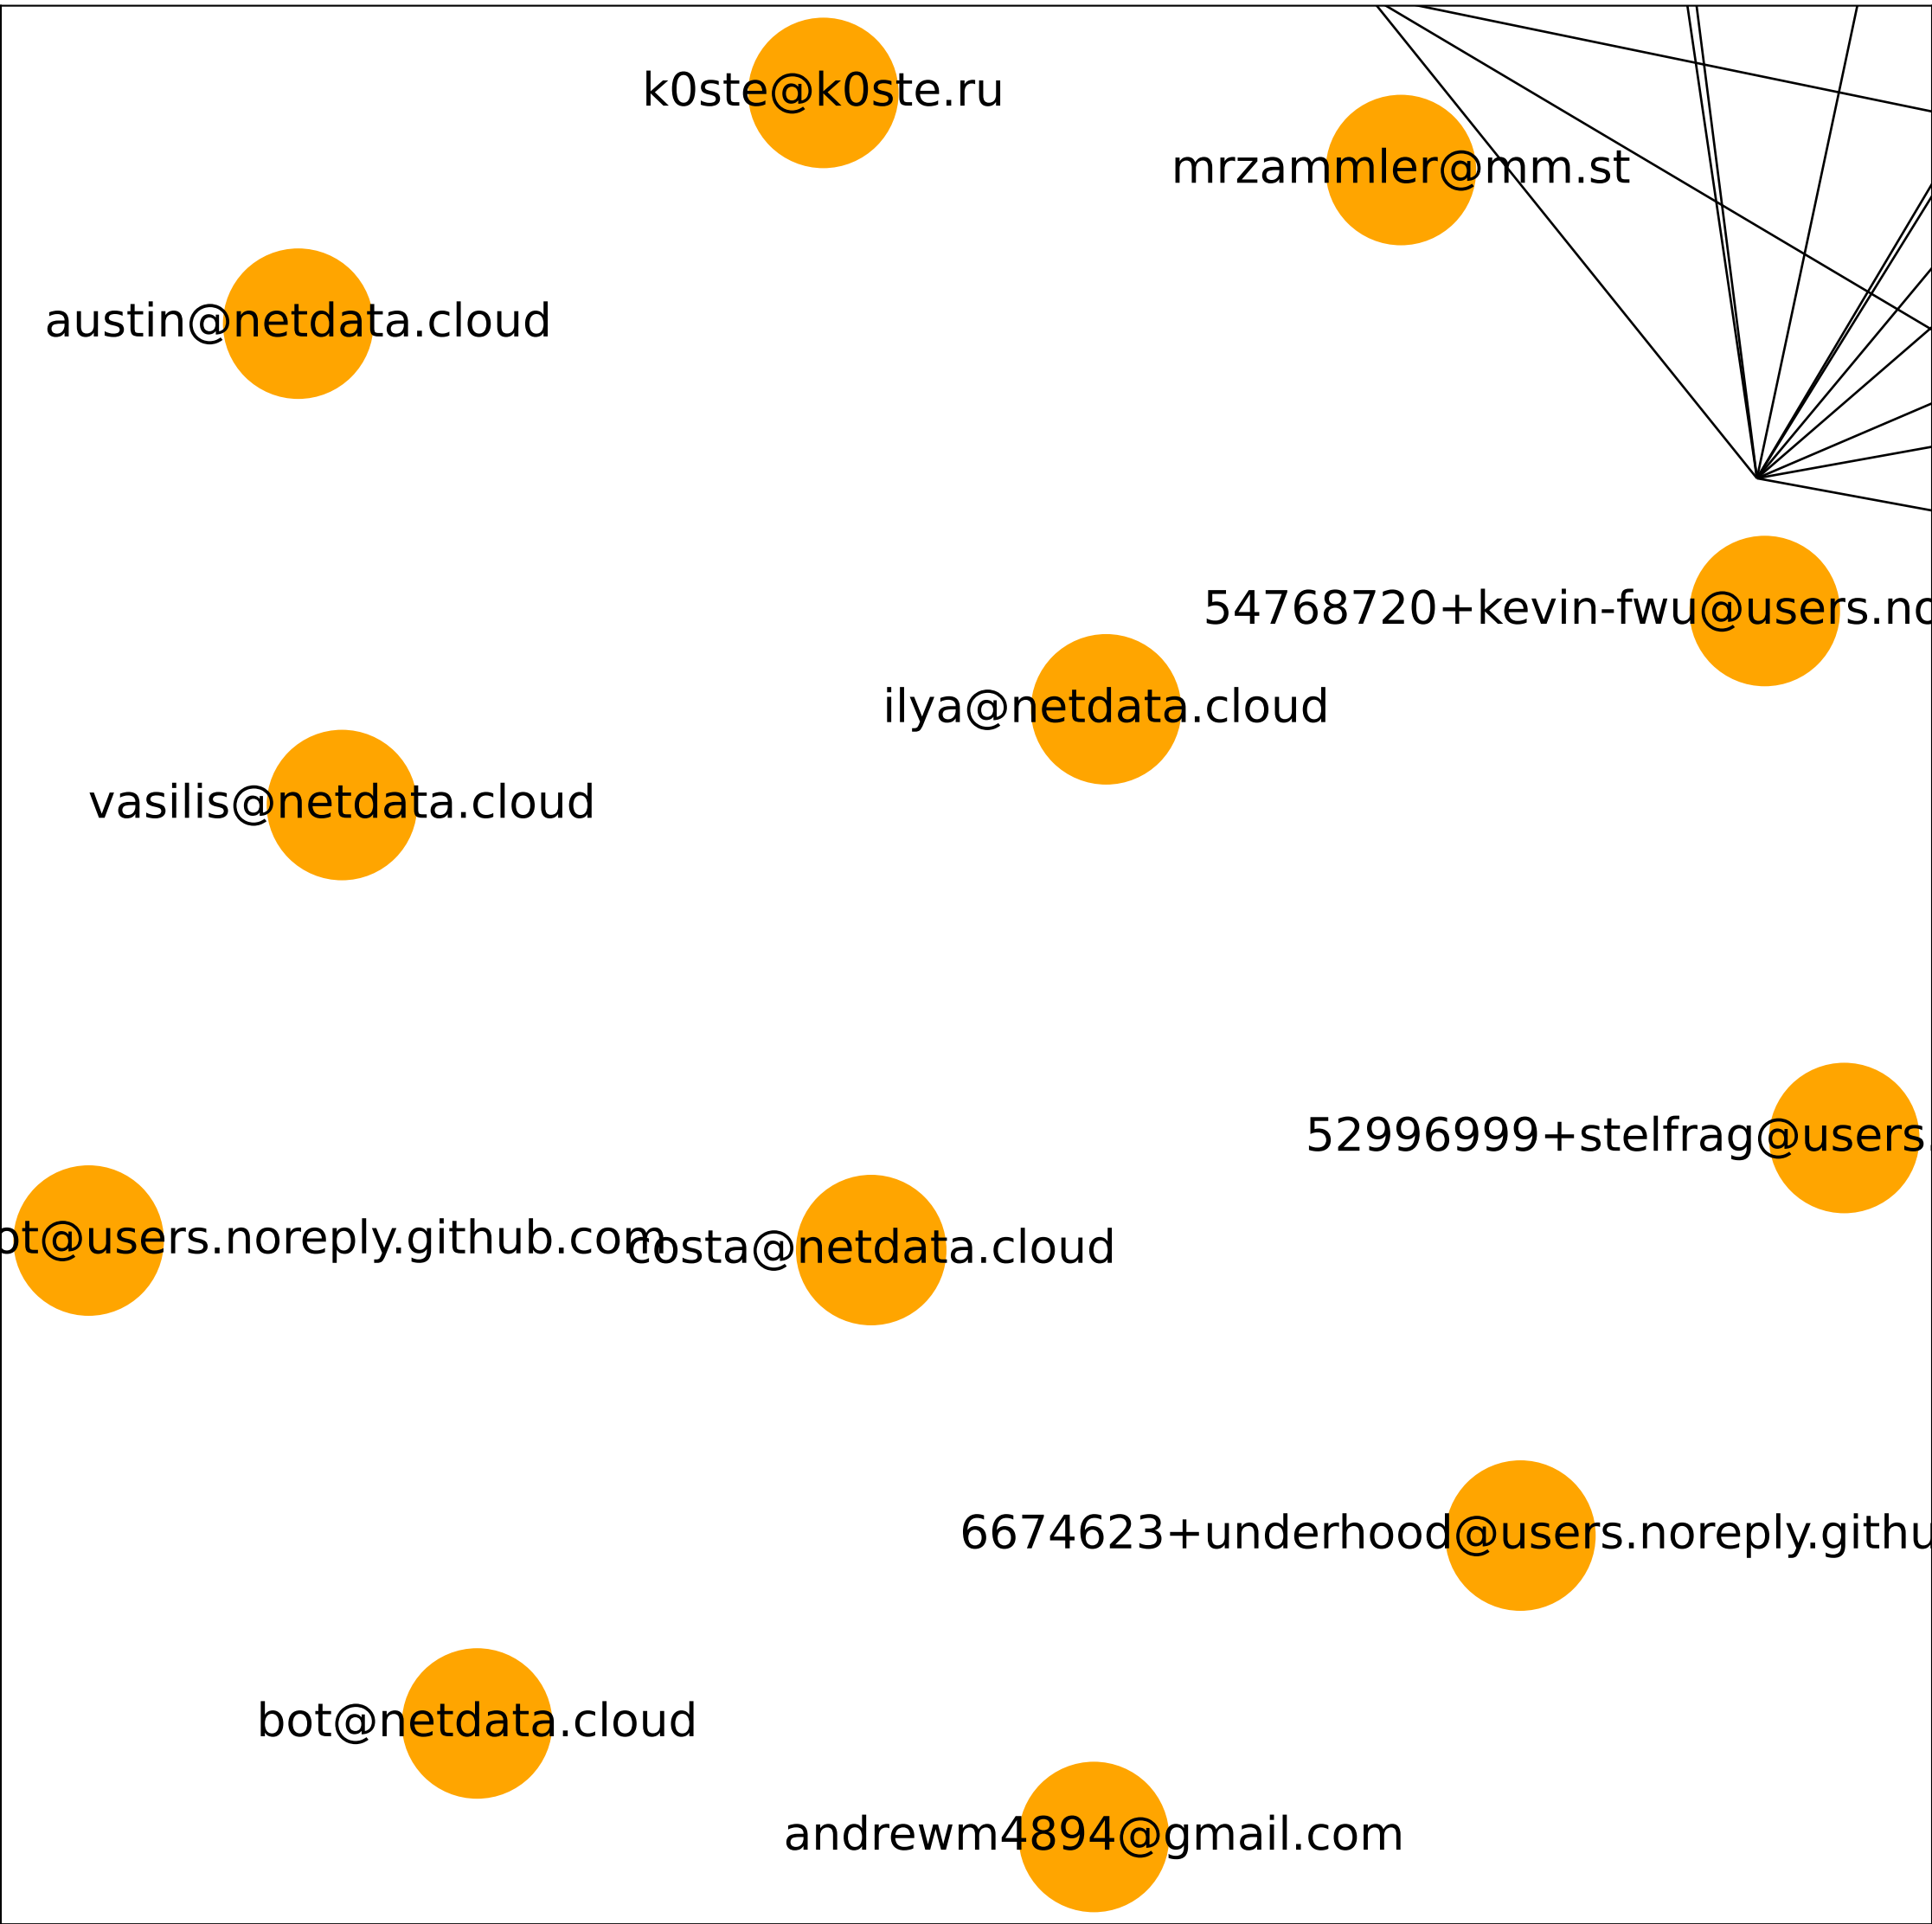 k0ste@k0ste.ru
mrzammler@mm.st
austin@netdata.cloud
54768720+kevin-fwu@users.no
ilya@netdata.cloud
vasilis@netdata.cloud
52996999+stelfrag@users.
ot@users.noreply.github.com
costa@netdata.cloud
6674623+underhood@users.noreply.githu
bot@netdata.cloud
andrewm4894@gmail.com